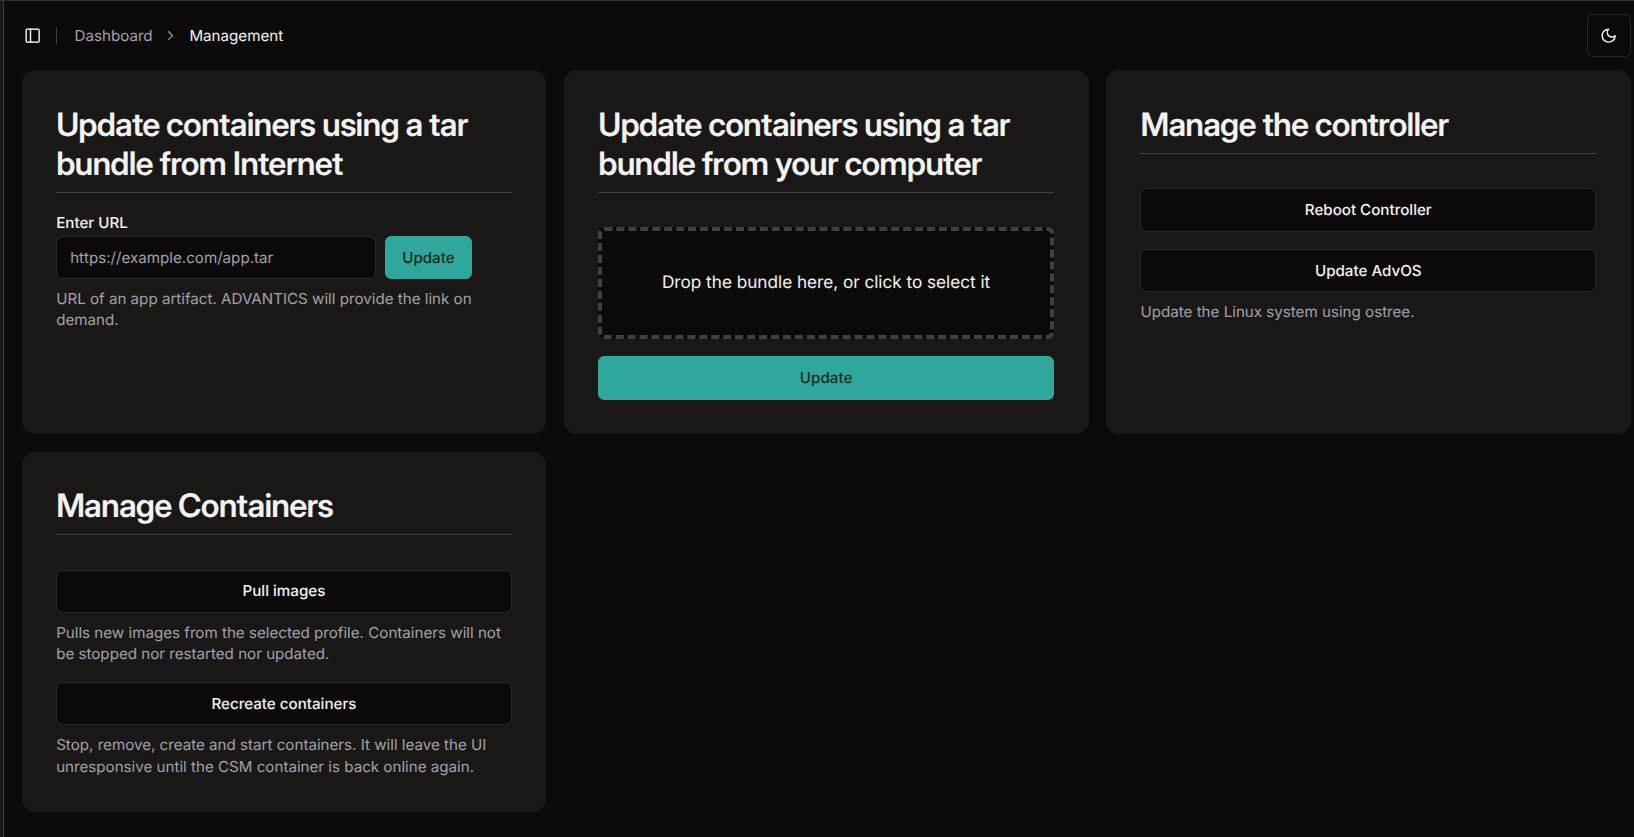 Dashboard > Management
Update containers using a tar
bundle from Internet
Enter URL
https://example.com/app.tar
Update
URL of an app artifact. ADVANTICS will provide the link on
demand.
Update containers using a tar
bundle from your computer
Drop the bundle here, or click to select it
Update
Manage the controller
Reboot Controller
Update AdvOS
Update the Linux system using ostree.
Manage Containers
Pull images
Pulls new images from the selected profile. Containers will not
be stopped nor restarted nor updated.
Recreate containers
Stop, remove, create and start containers. It will leave the UI
unresponsive until the CSM container is back online again.